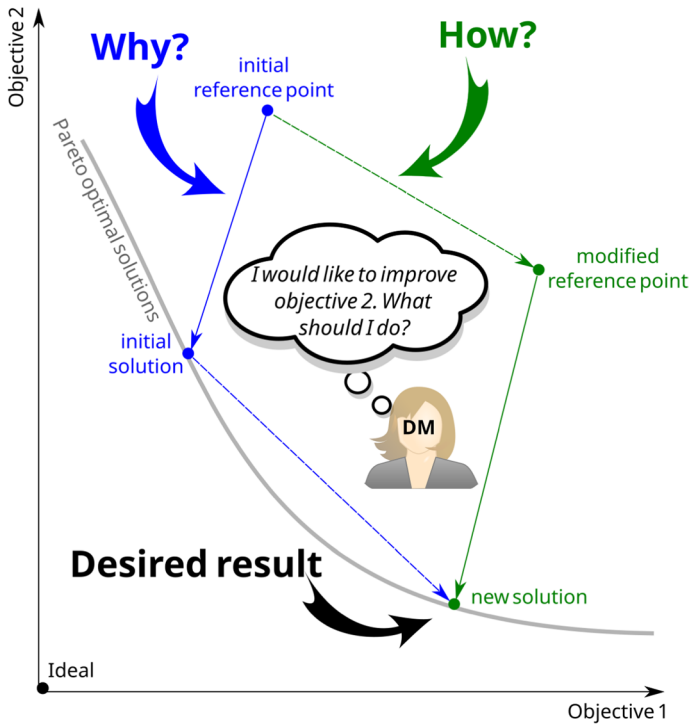 Objective 2
Why?
How?
initial
reference point
Pareto optimal solutions
modified
reference point
I would like to improve
objective 2. What
should I do?
initial
solution
DM
Desired result
new solution
Ideal
Objective 1